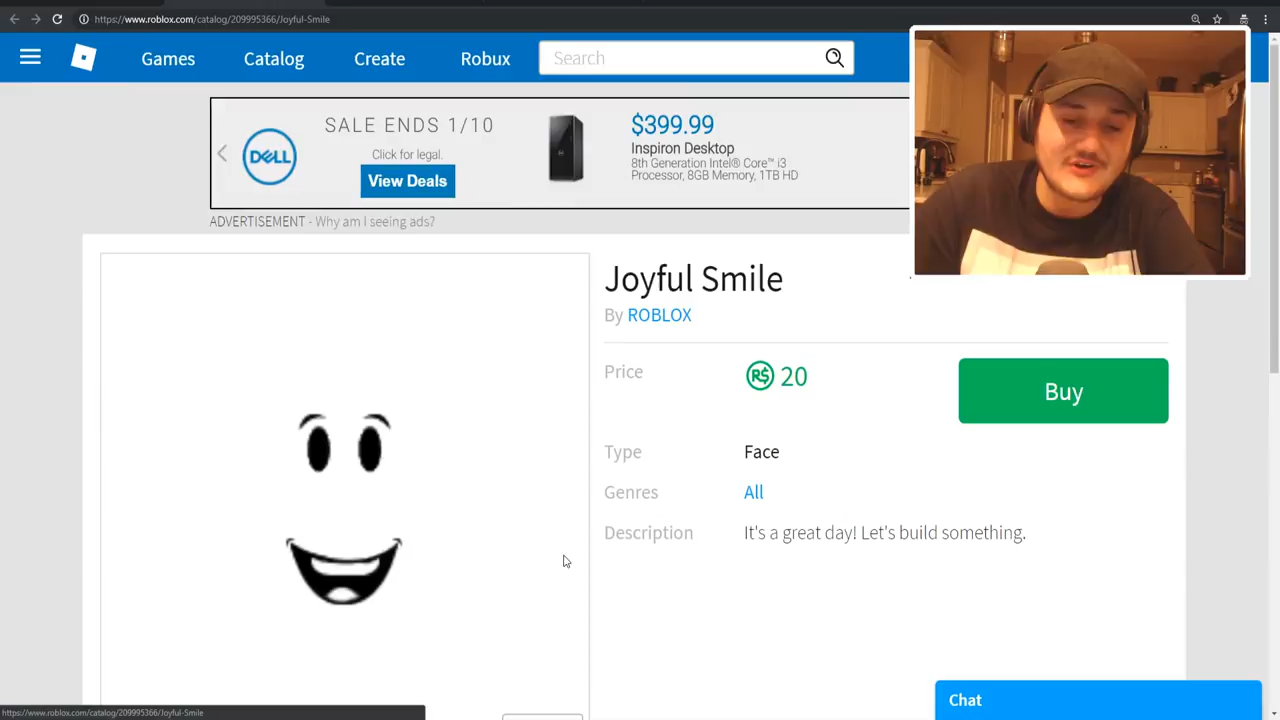 https://www.roblox.com/catalog/209995366/Joyful-Smile
Games Catalog Create Robux Search
SALE ENDS 1/10
Click for legal.
View Deals
DELL
$399.99
Inspiron Desktop
8th Generation Intel® Core™ i3
Processor, 8GB Memory, 1TB HD
ADVERTISEMENT - Why am I seeing ads?
Joyful Smile
By ROBLOX
Price R$ 20
Buy
Type Face
Genres All
Description It's a great day! Let's build something.
Chat
https://www.roblox.com/catalog/209995366/Joyful-Smile